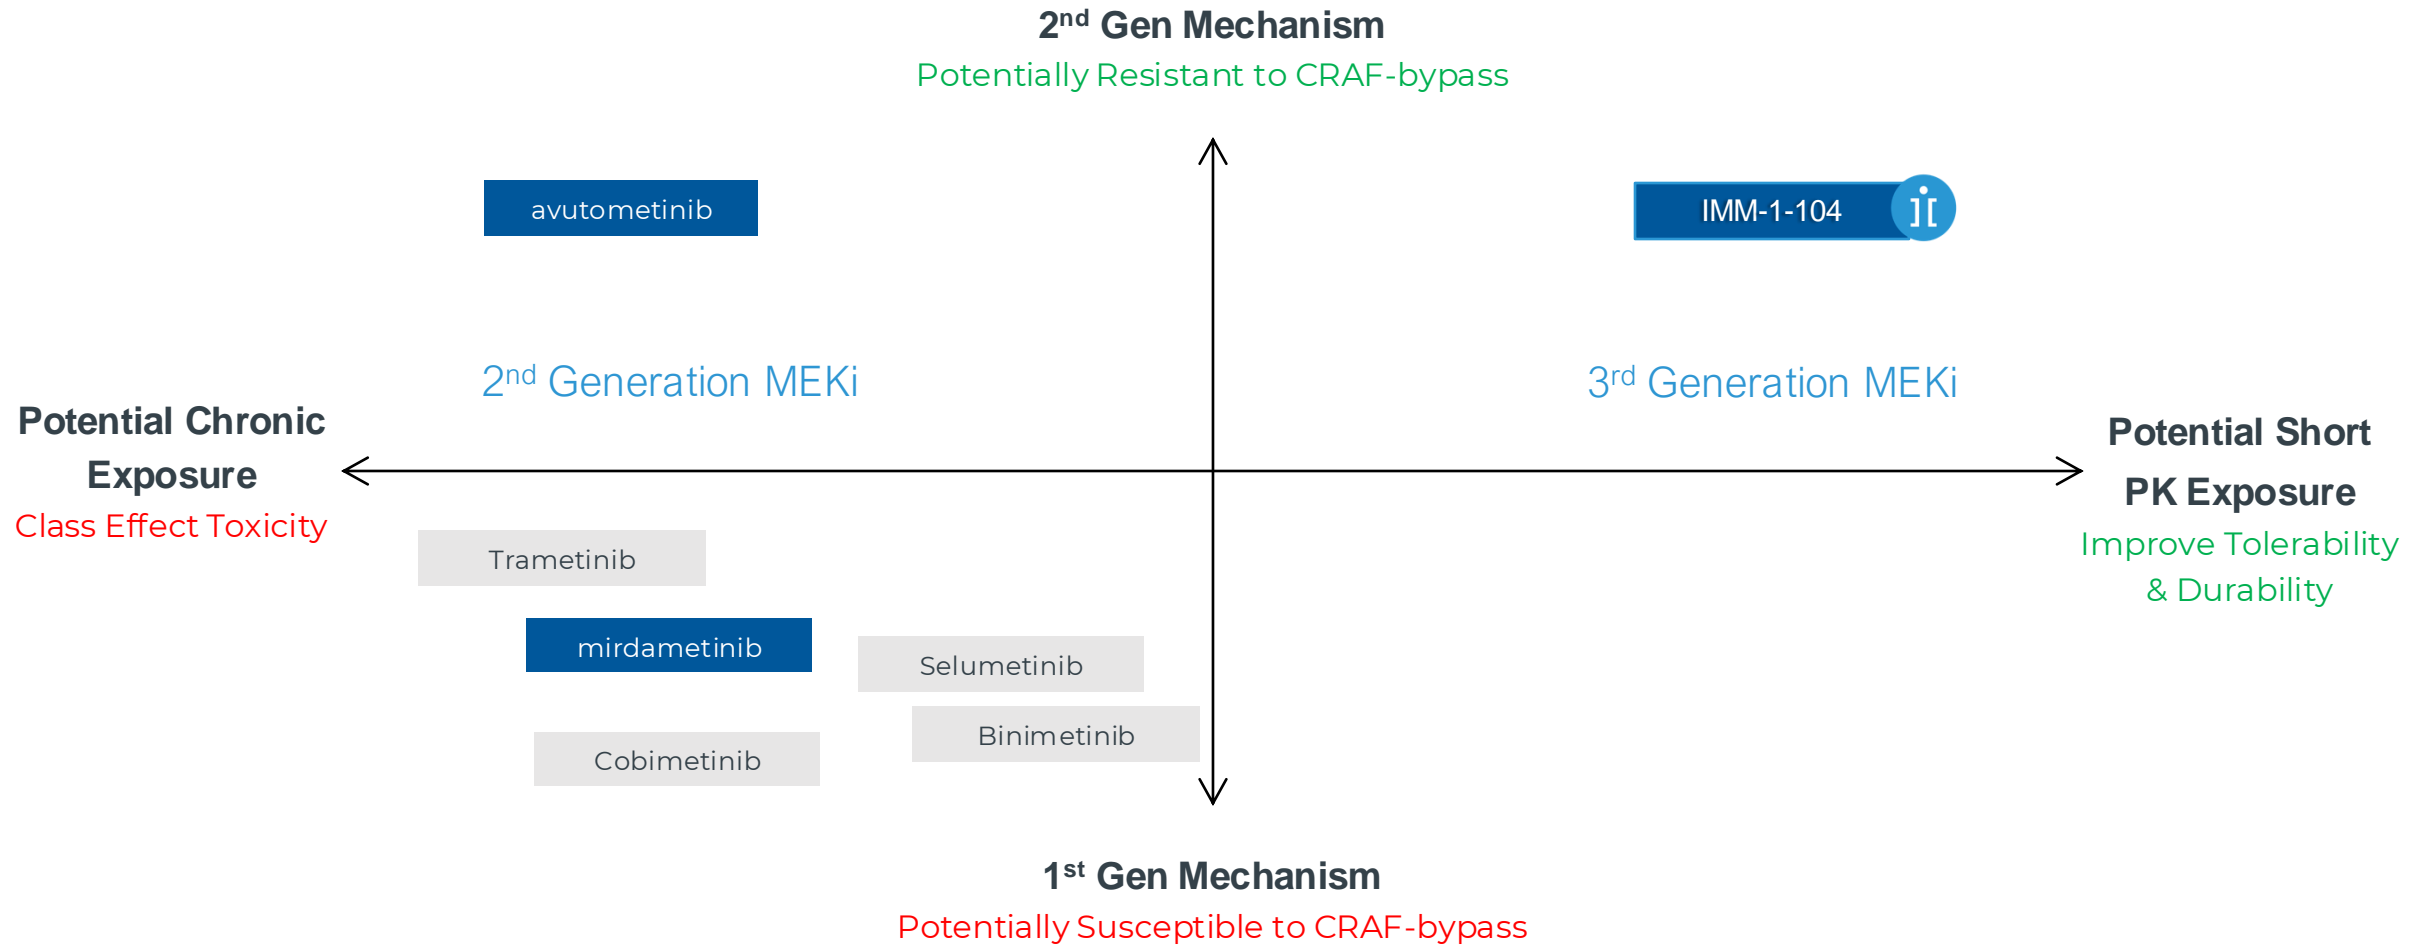 2nd Gen Mechanism
Potentially Resistant to CRAF-bypass
avutometinib
IMM-1-104
2nd Generation MEKi
3rd Generation MEKi
Potential Chronic
Exposure
Class Effect Toxicity
Potential Short
PK Exposure
Improve Tolerability
& Durability
Trametinib
mirdametinib
Selumetinib
Binimetinib
Cobimetinib
1st Gen Mechanism
Potentially Susceptible to CRAF-bypass